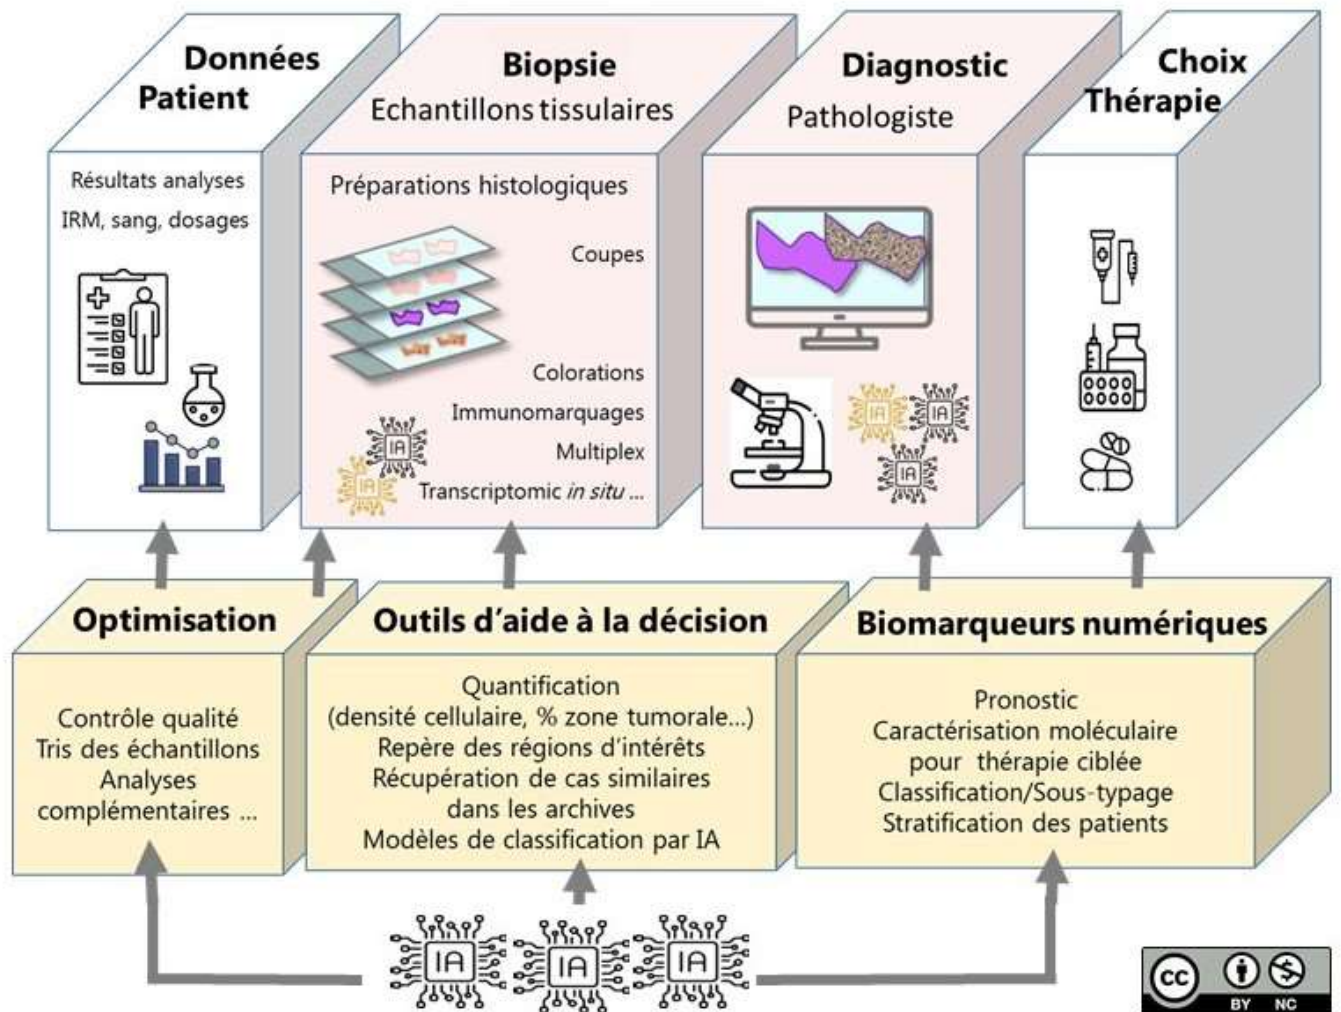 Données
Patient
Résultats analyses
IRM, sang, dosages
Biopsie
Echantillons tissulaires
Préparations histologiques
Coupes
Colorations
Immunomarquages
Multiplex
Transcriptomic in situ ...
IA
IA
Diagnostic
Pathologiste
IA
IA
IA
Choix
Thérapie
Optimisation
Contrôle qualité
Tris des échantillons
Analyses
complémentaires ...
Outils d'aide à la décision
Quantification
(densité cellulaire, % zone tumorale...)
Repère des régions d'intérêts
Récupération de cas similaires
dans les archives
Modèles de classification par IA
Biomarqueurs numériques
Pronostic
Caractérisation moléculaire
pour thérapie ciblée
Classification/Sous-typage
Stratification des patients
IA
IA
IA
cc
BY NC